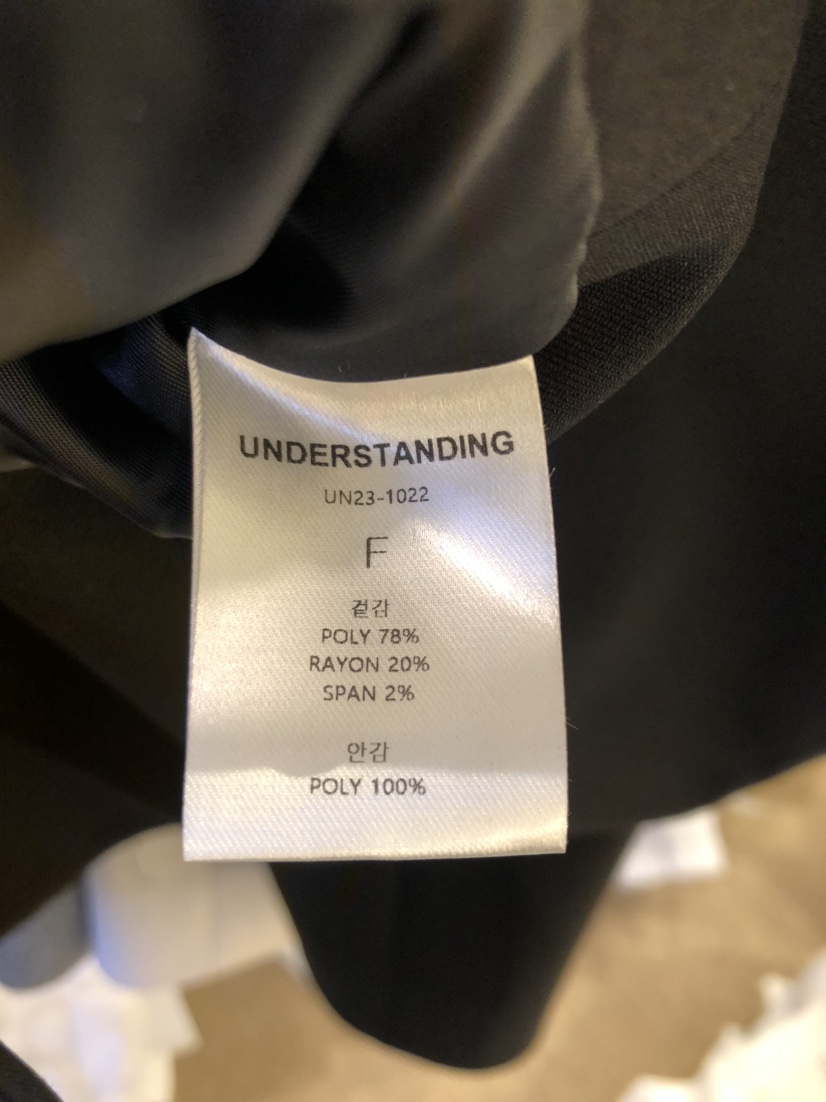 UNDERSTANDING
UN23-1022
F
겉감
POLY 78%
RAYON 20%
SPAN 2%
안감
POLY 100%